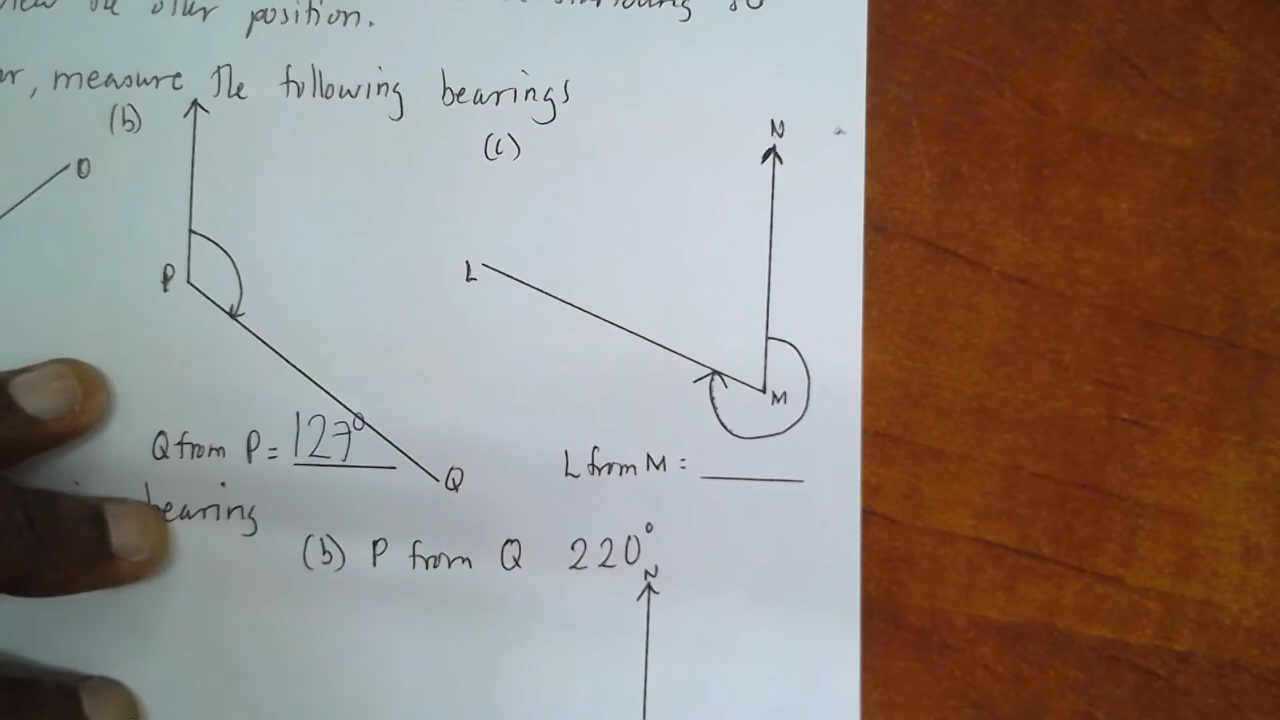 position.
, measure the following bearings
(b)
(c)
N
O
P
L
M
Q from P = 127°
Q
L from M = ______
bearing
(b) P from Q 220°
N